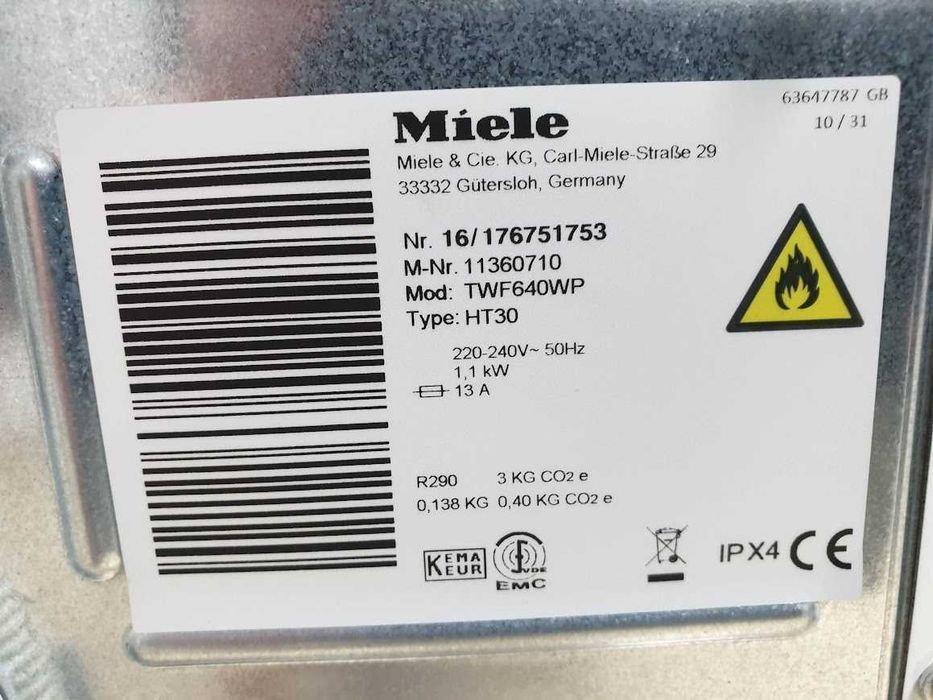 63647787 GB
10 / 31
Miele
Miele & Cie. KG, Carl-Miele-Straße 29
33332 Gütersloh, Germany
Nr. 16/176751753
M-Nr. 11360710
Mod: TWF640WP
Type: HT30
220-240V~ 50Hz
1,1 kW
13 A
R290 3 KG CO2 e
0,138 KG 0,40 KG CO2 e
KEMA
KEUR
VDE
EMC
IPX4 CE